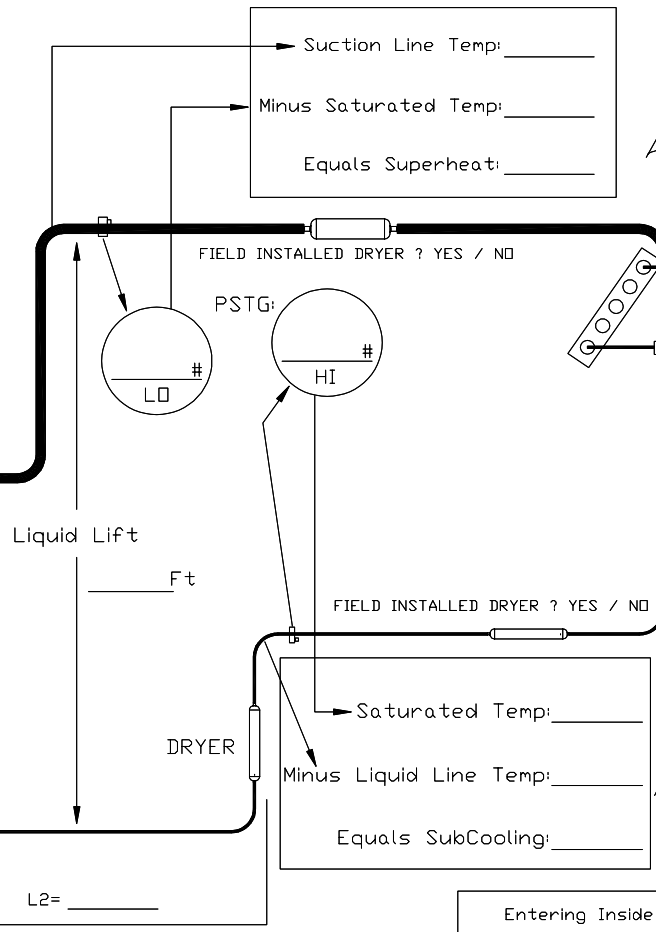 Suction Line Temp:
Minus Saturated Temp:
Equals Superheat:
FIELD INSTALLED DRYER ? YES / NO
PSTG:
#
LO
#
HI
Liquid Lift
Ft
FIELD INSTALLED DRYER ? YES / NO
Saturated Temp:
DRYER
Minus Liquid Line Temp:
Equals SubCooling:
L2=
Entering Inside